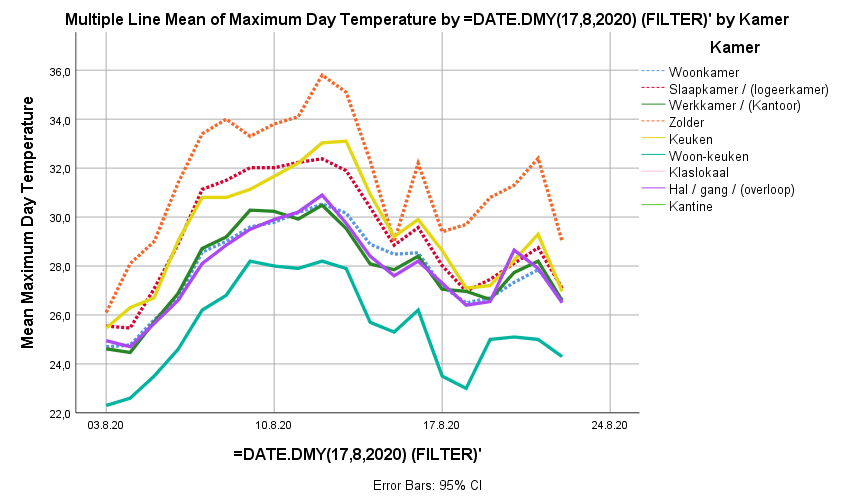 Multiple Line Mean of Maximum Day Temperature by =DATE.DMY(17,8,2020) (FILTER)' by Kamer
Kamer
Woonkamer
Slaapkamer / (logeerkamer)
Werkkamer / (Kantoor)
Zolder
Keuken
Woon-keuken
Klaslokaal
Hal / gang / (overloop)
Kantine
Mean Maximum Day Temperature
36,0
34,0
32,0
30,0
28,0
26,0
24,0
22,0
03.8.20 10.8.20 17.8.20 24.8.20
=DATE.DMY(17,8,2020) (FILTER)'
Error Bars: 95% CI